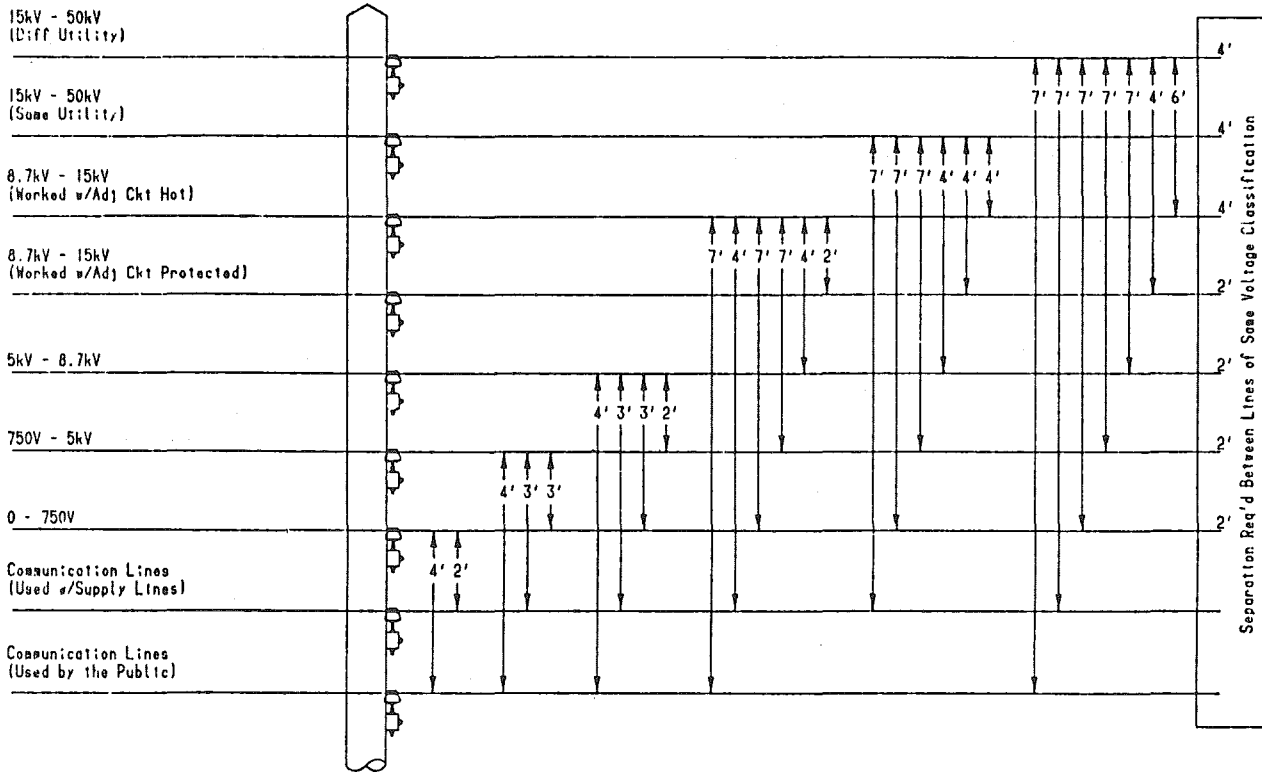 15kV - 50kV
(Diff Utility)
4'
7' 7' 7' 7' 7' 4' 6'
15kV - 50kV
(Same Utility)
4'
7' 7' 7' 4' 4' 4'
8.7kV - 15kV
(Worked w/Adj Ckt Hot)
4'
7' 4' 7' 7' 4' 2'
8.7kV - 15kV
(Worked w/Adj Ckt Protected)
2'
5kV - 8.7kV
2'
4' 3' 3' 2'
750V - 5kV
2'
4' 3' 3'
0 - 750V
2'
4' 2'
Communication Lines
(Used w/Supply Lines)
Communication Lines
(Used by the Public)
Separation Req'd Between Lines of Same Voltage Classification